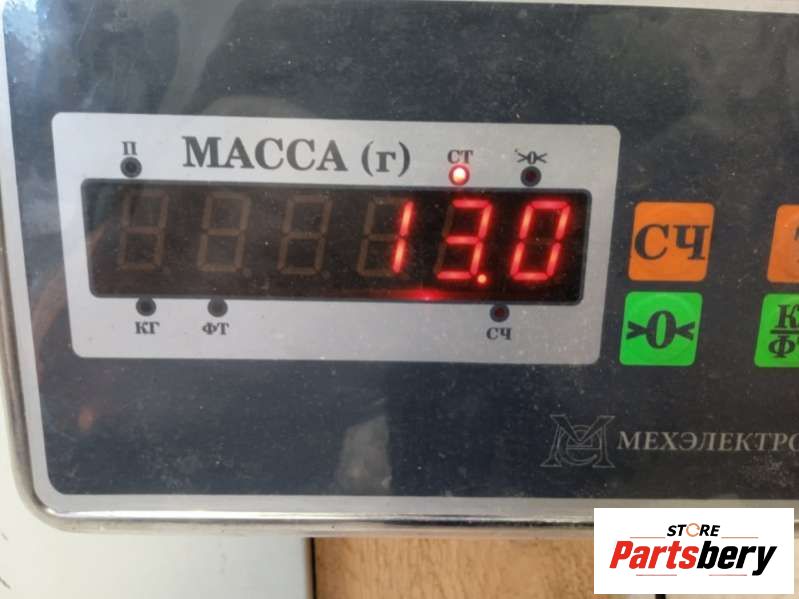 П МАССА (г) СТ >0<
13.0
КГ ФТ СЧ
СЧ
>0<
МЕХЭЛЕКТРО
STORE
Partsbery